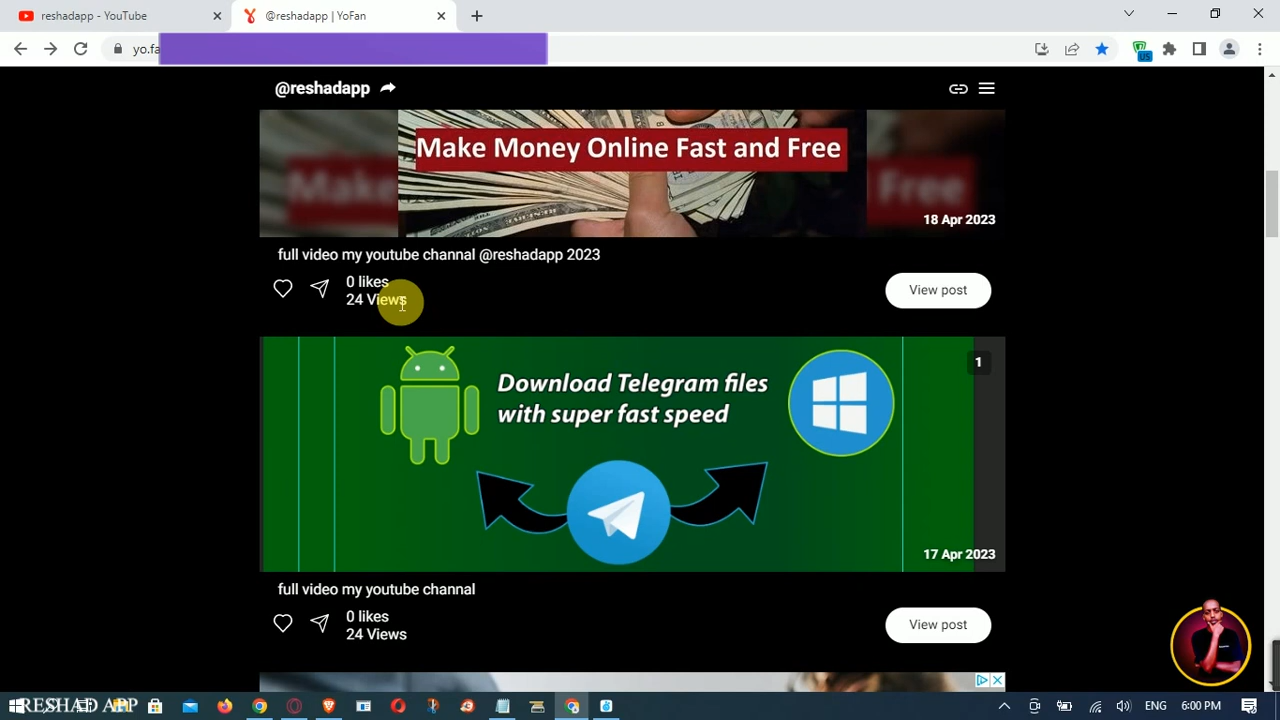 reshadapp - YouTube
@reshadapp | YoFan
yo.fa
US
@reshadapp
Make Money Online Fast and Free
Make
Free
18 Apr 2023
full video my youtube channal @reshadapp 2023
0 likes
24 Views
View post
1
Download Telegram files
with super fast speed
17 Apr 2023
full video my youtube channal
0 likes
24 Views
View post
RESHAD APP
ENG
6:00 PM